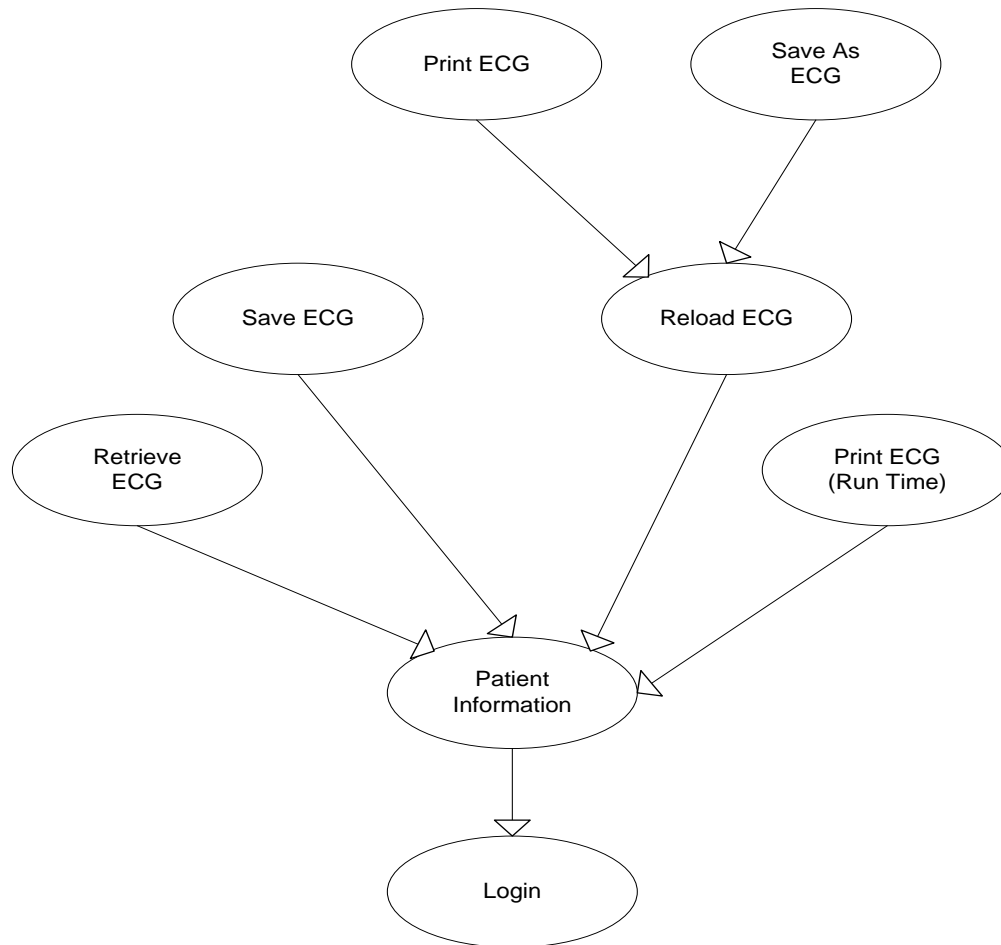 Print ECG
Save As
ECG
Save ECG
Reload ECG
Retrieve
ECG
Print ECG
(Run Time)
Patient
Information
Login